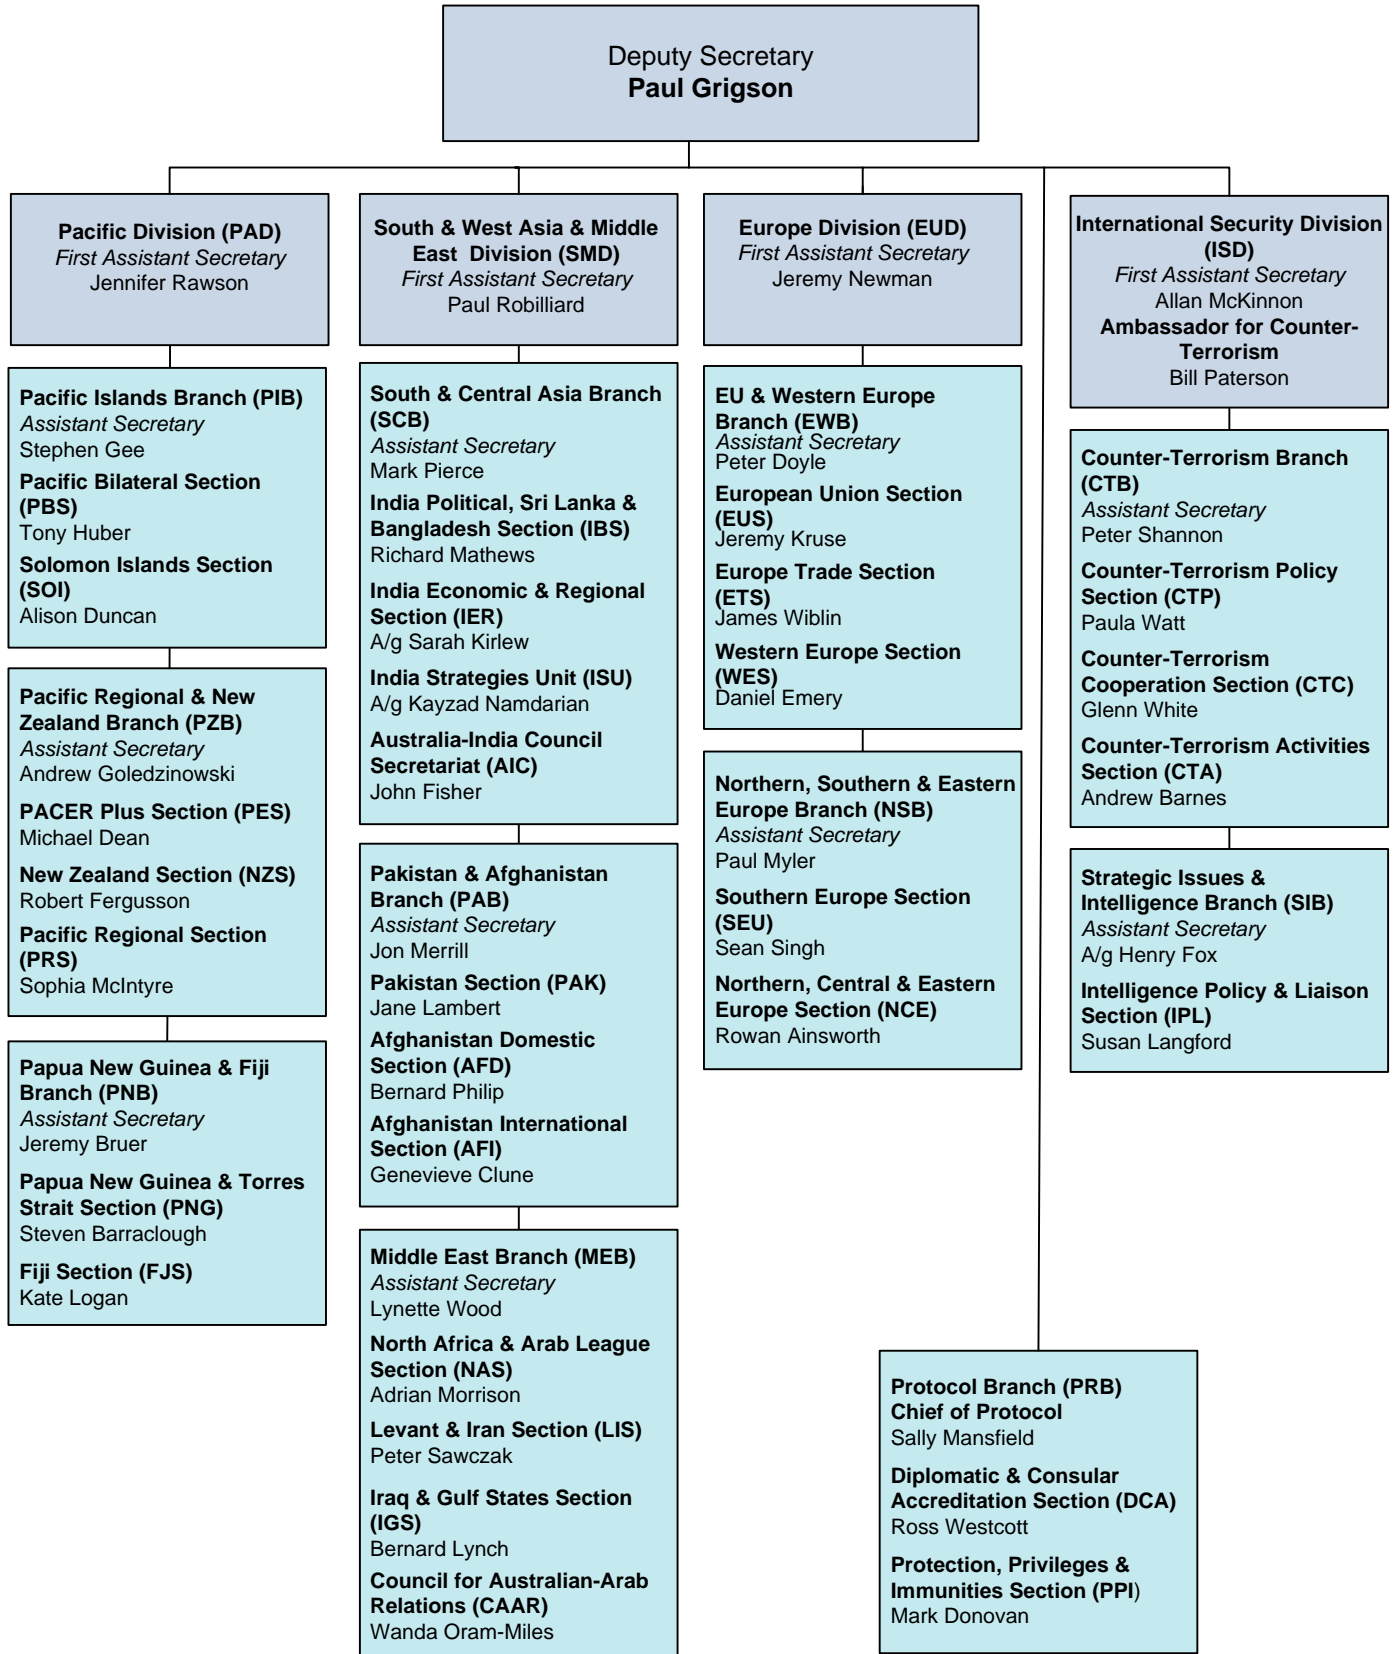 Deputy Secretary
Paul Grigson
Pacific Division (PAD)
First Assistant Secretary
Jennifer Rawson
South & West Asia & Middle
East Division (SMD)
First Assistant Secretary
Paul Robilliard
Europe Division (EUD)
First Assistant Secretary
Jeremy Newman
International Security Division
(ISD)
First Assistant Secretary
Allan McKinnon
Ambassador for Counter-
Terrorism
Bill Paterson
Pacific Islands Branch (PIB)
Assistant Secretary
Stephen Gee
Pacific Bilateral Section
(PBS)
Tony Huber
Solomon Islands Section
(SOI)
Alison Duncan
Pacific Regional & New
Zealand Branch (PZB)
Assistant Secretary
Andrew Goledzinowski
PACER Plus Section (PES)
Michael Dean
New Zealand Section (NZS)
Robert Fergusson
Pacific Regional Section
(PRS)
Sophia McIntyre
Papua New Guinea & Fiji
Branch (PNB)
Assistant Secretary
Jeremy Bruer
Papua New Guinea & Torres
Strait Section (PNG)
Steven Barraclough
Fiji Section (FJS)
Kate Logan
South & Central Asia Branch
(SCB)
Assistant Secretary
Mark Pierce
India Political, Sri Lanka &
Bangladesh Section (IBS)
Richard Mathews
India Economic & Regional
Section (IER)
A/g Sarah Kirlew
India Strategies Unit (ISU)
A/g Kayzad Namdarian
Australia-India Council
Secretariat (AIC)
John Fisher
Pakistan & Afghanistan
Branch (PAB)
Assistant Secretary
Jon Merrill
Pakistan Section (PAK)
Jane Lambert
Afghanistan Domestic
Section (AFD)
Bernard Philip
Afghanistan International
Section (AFI)
Genevieve Clune
Middle East Branch (MEB)
Assistant Secretary
Lynette Wood
North Africa & Arab League
Section (NAS)
Adrian Morrison
Levant & Iran Section (LIS)
Peter Sawczak
Iraq & Gulf States Section
(IGS)
Bernard Lynch
Council for Australian-Arab
Relations (CAAR)
Wanda Oram-Miles
EU & Western Europe
Branch (EWB)
Assistant Secretary
Peter Doyle
European Union Section
(EUS)
Jeremy Kruse
Europe Trade Section
(ETS)
James Wiblin
Western Europe Section
(WES)
Daniel Emery
Northern, Southern & Eastern
Europe Branch (NSB)
Assistant Secretary
Paul Myler
Southern Europe Section
(SEU)
Sean Singh
Northern, Central & Eastern
Europe Section (NCE)
Rowan Ainsworth
Counter-Terrorism Branch
(CTB)
Assistant Secretary
Peter Shannon
Counter-Terrorism Policy
Section (CTP)
Paula Watt
Counter-Terrorism
Cooperation Section (CTC)
Glenn White
Counter-Terrorism Activities
Section (CTA)
Andrew Barnes
Strategic Issues &
Intelligence Branch (SIB)
Assistant Secretary
A/g Henry Fox
Intelligence Policy & Liaison
Section (IPL)
Susan Langford
Protocol Branch (PRB)
Chief of Protocol
Sally Mansfield
Diplomatic & Consular
Accreditation Section (DCA)
Ross Westcott
Protection, Privileges &
Immunities Section (PPI)
Mark Donovan